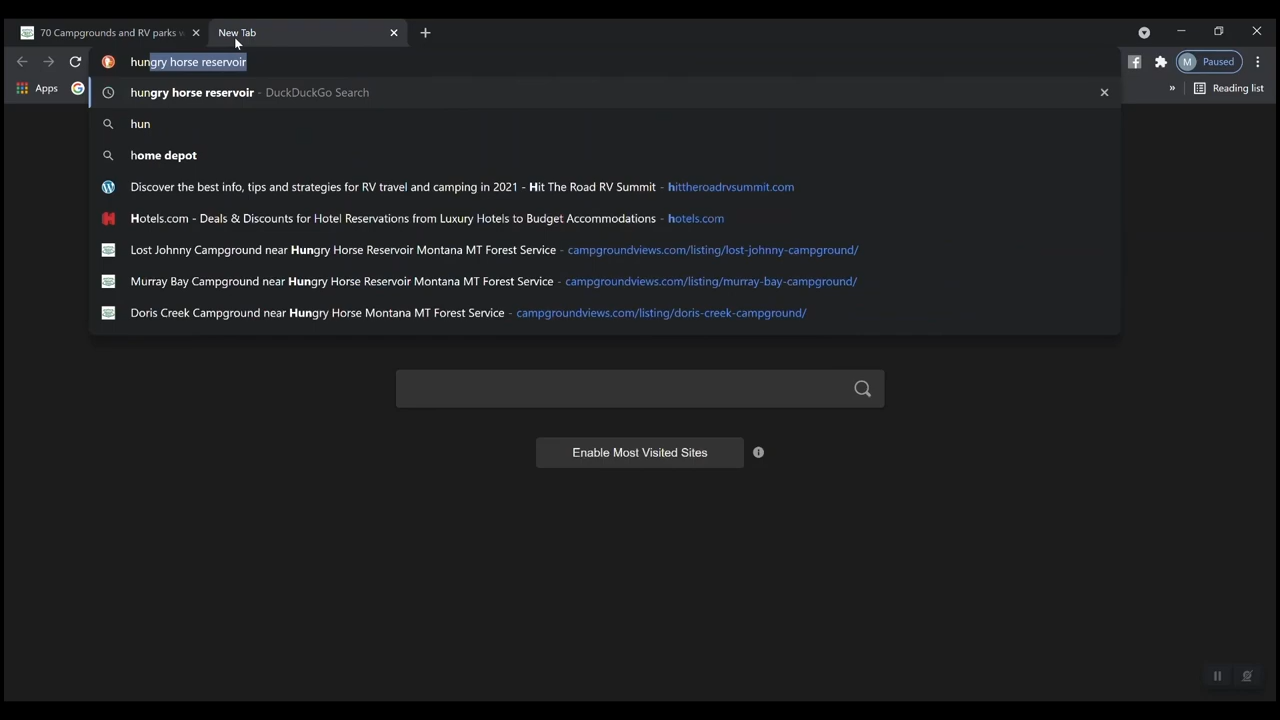 70 Campgrounds and RV parks w
New Tab
hungry horse reservoir
M Paused
Apps
Reading list
hungry horse reservoir - DuckDuckGo Search
hun
home depot
Discover the best info, tips and strategies for RV travel and camping in 2021 - Hit The Road RV Summit - hittheroadrvsummit.com
Hotels.com - Deals & Discounts for Hotel Reservations from Luxury Hotels to Budget Accommodations - hotels.com
Lost Johnny Campground near Hungry Horse Reservoir Montana MT Forest Service - campgroundviews.com/listing/lost-johnny-campground/
Murray Bay Campground near Hungry Horse Reservoir Montana MT Forest Service - campgroundviews.com/listing/murray-bay-campground/
Doris Creek Campground near Hungry Horse Montana MT Forest Service - campgroundviews.com/listing/doris-creek-campground/
Enable Most Visited Sites